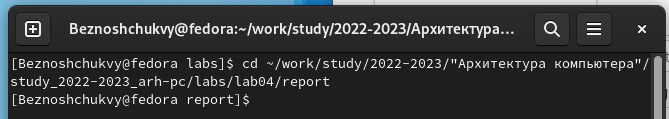 Beznoshchukvy@fedora:~/work/study/2022-2023/Архитектура...
[Beznoshchukvy@fedora labs]$ cd ~/work/study/2022-2023/"Архитектура компьютера"/
study_2022-2023_arh-pc/labs/lab04/report
[Beznoshchukvy@fedora report]$